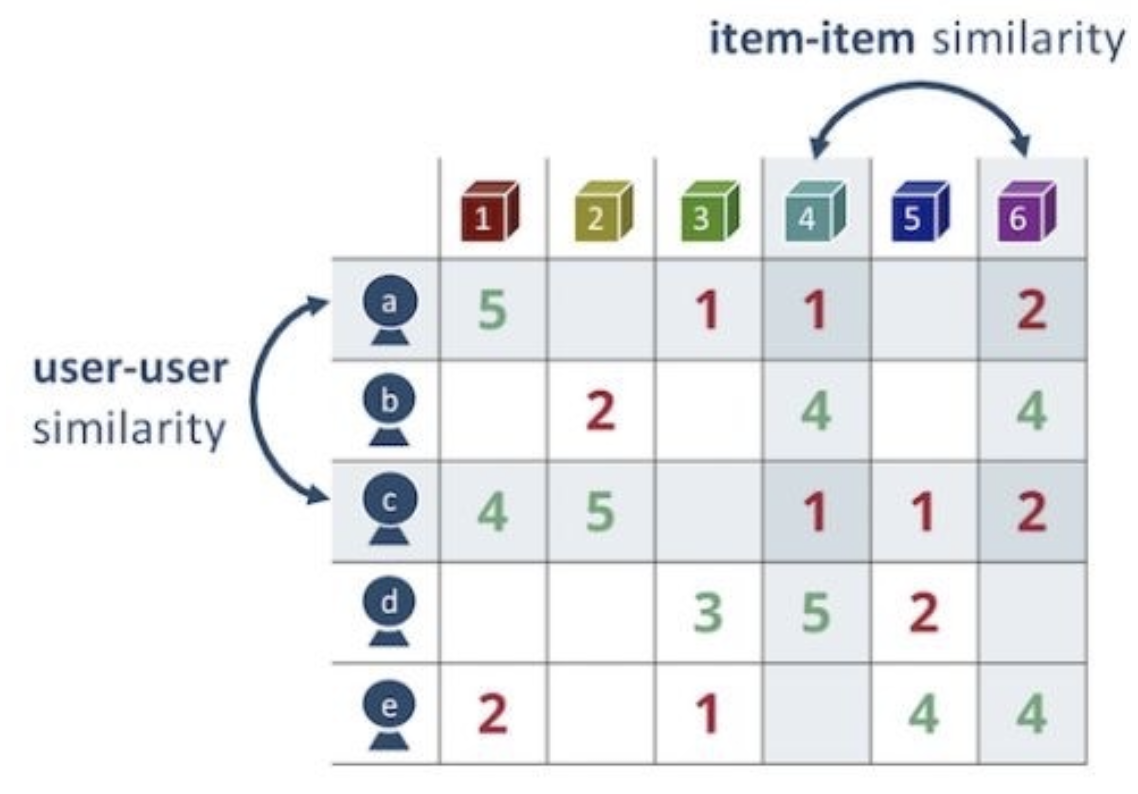 item-item similarity
1 2 3 4 5 6
a 5 1 1 2
user-user
similarity
b 2 4 4
c 4 5 1 1 2
d 3 5 2
e 2 1 4 4